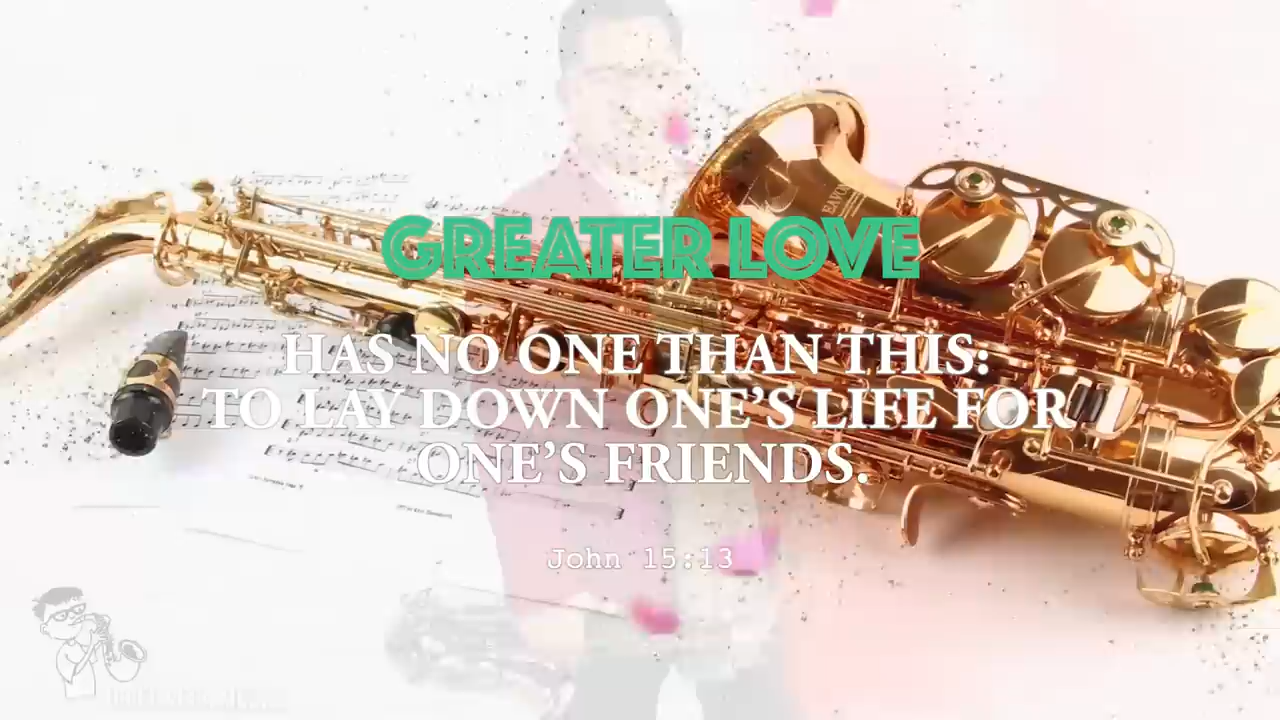 GREATER LOVE
HAS NO ONE THAN THIS:
TO LAY DOWN ONE'S LIFE FOR
ONE'S FRIENDS.
John 15:13